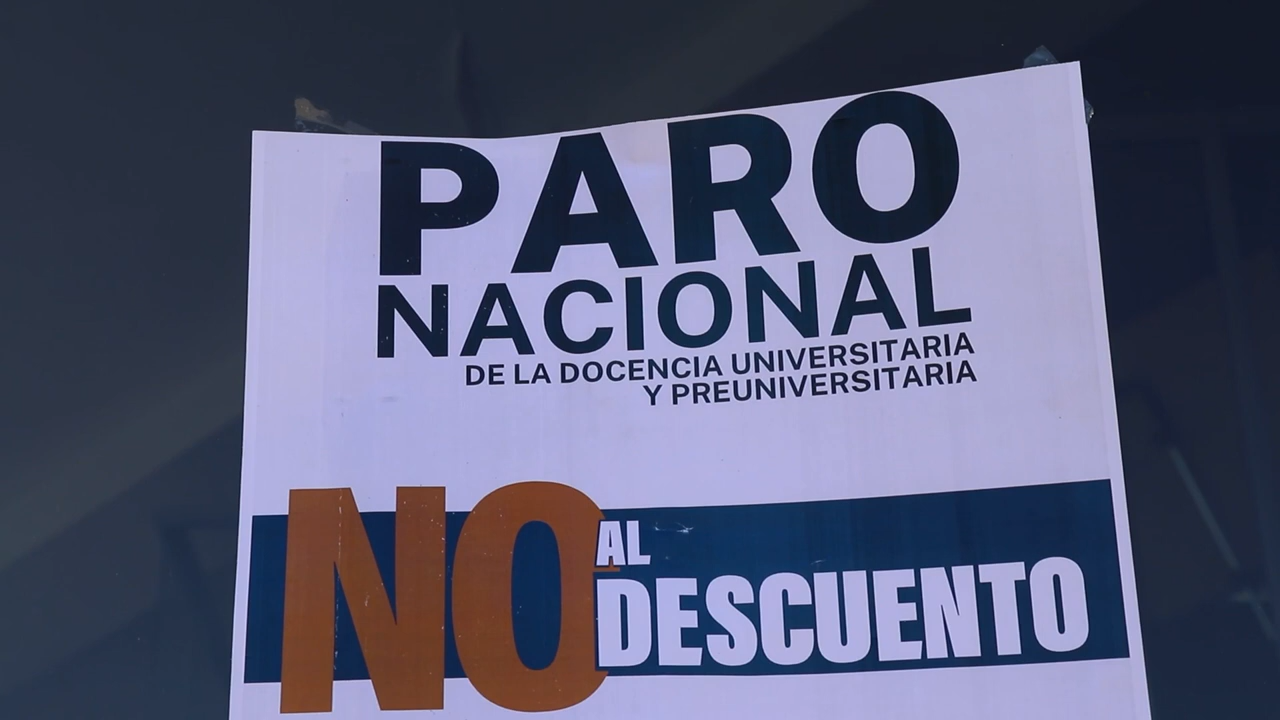 PARO
NACIONAL
DE LA DOCENCIA UNIVERSITARIA
Y PREUNIVERSITARIA
NO AL
DESCUENTO